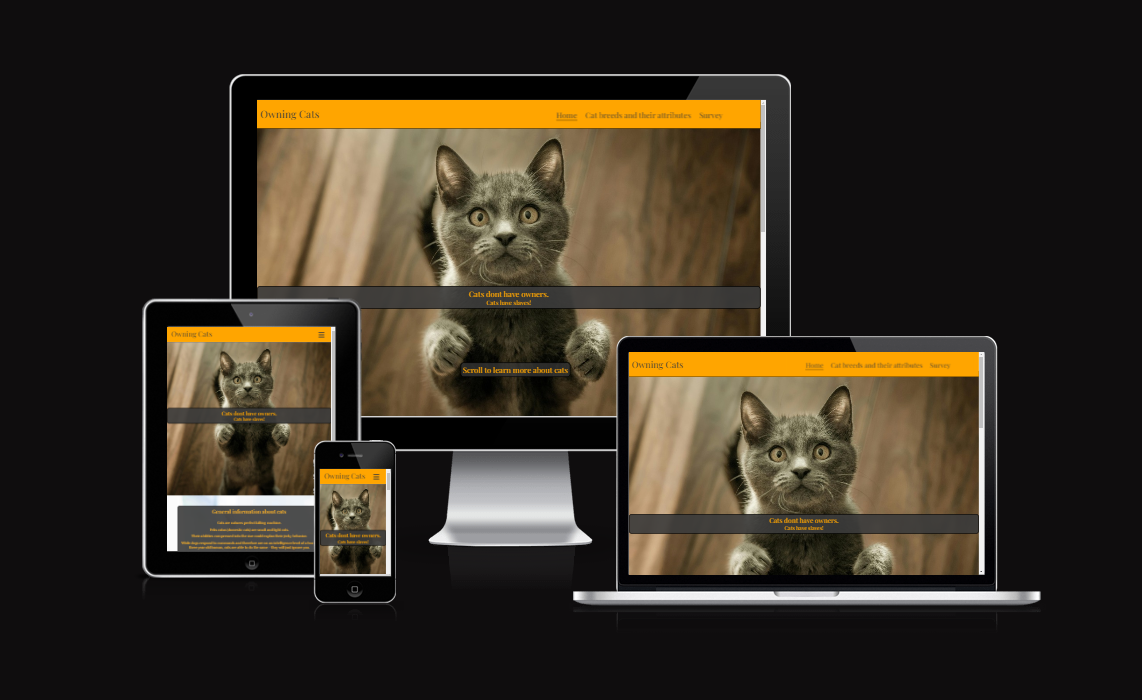 Owning Cats
Home Cat breeds and their attributes Survey
Cats dont have owners.
Cats have slaves!
Scroll to learn more about cats
Owning Cats
Cats dont have owners.
Cats have slaves!
General information about cats
Owning Cats
Cats dont have owners.
Cats have slaves!
Owning Cats
Home Cat breeds and their attributes Survey
Cats dont have owners.
Cats have slaves!